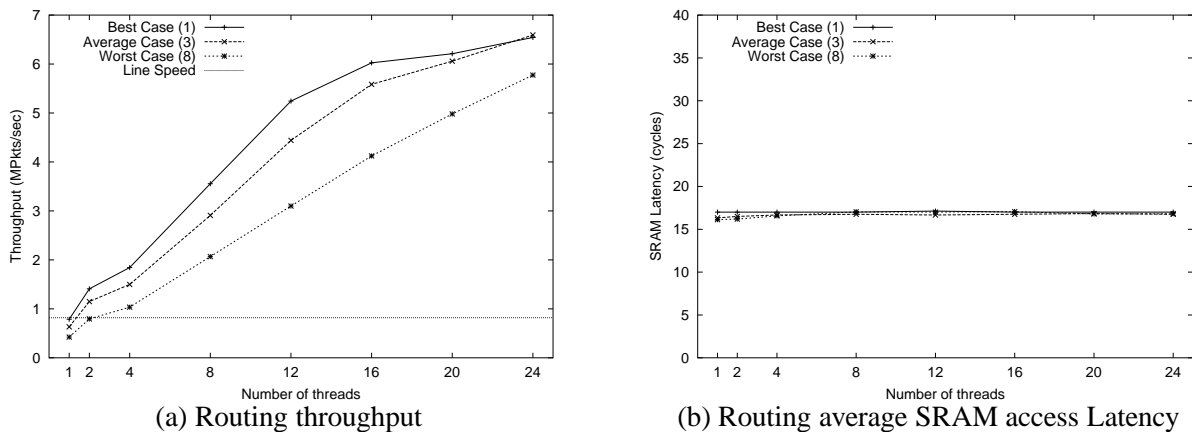 Throughput (MPkts/sec)
7
6
5
4
3
2
1
0
Best Case (1)
Average Case (3)
Worst Case (8)
Line Speed
1 2 4 8 12 16 20 24
Number of threads
(a) Routing throughput
SRAM Latency (cycles)
40
35
30
25
20
15
10
5
0
Best Case (1)
Average Case (3)
Worst Case (8)
1 2 4 8 12 16 20 24
Number of threads
(b) Routing average SRAM access Latency